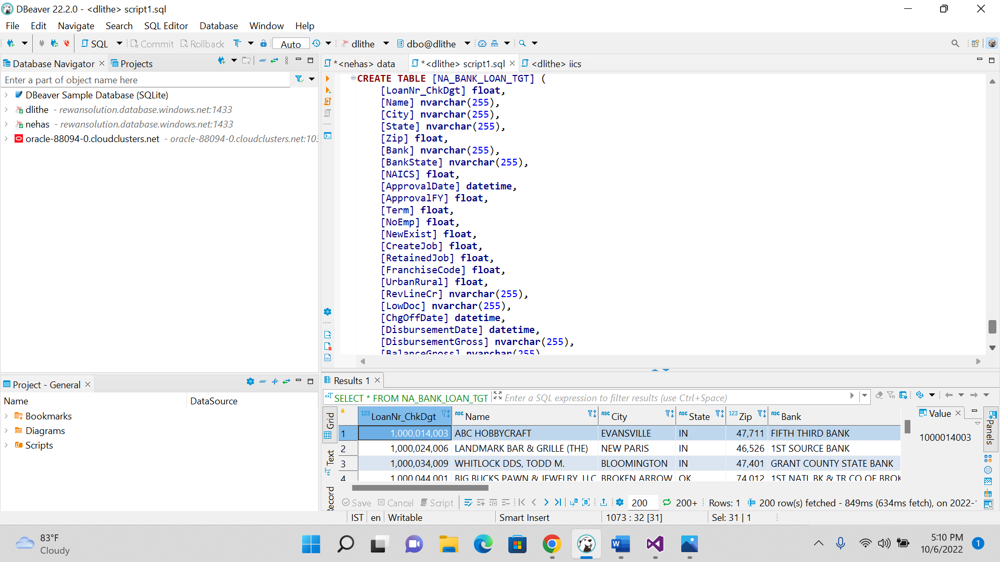 DBeaver 22.2.0 - <dlithe> script1.sql
File Edit Navigate Search SQL Editor Database Window Help
SQL Commit Rollback Auto dlithe dbo@dlithe
Database Navigator Projects
Enter a part of object name here
DBeaver Sample Database (SQLite)
dlithe - rewansolution.database.windows.net:1433
nehas - rewansolution.database.windows.net:1433
oracle-88094-0.cloudclusters.net - oracle-88094-0.cloudclusters.net:103
*<nehas> data *<dlithe> script1.sql <dlithe> iics
CREATE TABLE [NA_BANK_LOAN_TGT] (
[LoanNr_ChkDgt] float,
[Name] nvarchar(255),
[City] nvarchar(255),
[State] nvarchar(255),
[Zip] float,
[Bank] nvarchar(255),
[BankState] nvarchar(255),
[NAICS] float,
[ApprovalDate] datetime,
[ApprovalFY] float,
[Term] float,
[NoEmp] float,
[NewExist] float,
[CreateJob] float,
[RetainedJob] float,
[FranchiseCode] float,
[UrbanRural] float,
[RevLineCr] nvarchar(255),
[LowDoc] nvarchar(255),
[ChgOffDate] datetime,
[DisbursementDate] datetime,
[DisbursementGross] nvarchar(255),
[BalanceGross] nvarchar(255)
Project - General
Name DataSource
Bookmarks
Diagrams
Scripts
Results 1
SELECT * FROM NA_BANK_LOAN_TGT Enter a SQL expression to filter results (use Ctrl+Space)
Grid
Text
Record
123 LoanNr_ChkDgt ABC Name ABC City ABC State 123 Zip ABC Bank
1 1,000,014,003 ABC HOBBYCRAFT EVANSVILLE IN 47,711 FIFTH THIRD BANK
2 1,000,024,006 LANDMARK BAR & GRILLE (THE) NEW PARIS IN 46,526 1ST SOURCE BANK
3 1,000,034,009 WHITLOCK DDS, TODD M. BLOOMINGTON IN 47,401 GRANT COUNTY STATE BANK
4 1,000,044,001 BIG BUCKS PAWN & JEWELRY, LLC BROKEN ARROW OK 74,012 1ST NATL BK & TR CO OF BROK
Value
1000014003
Panels
Save Cancel Script 200 200+ Rows: 1 200 row(s) fetched - 849ms (634ms fetch), on 2022-1
IST en Writable Smart Insert 1073 : 32 [31] Sel: 31 | 1
83°F
Cloudy
5:10 PM
10/6/2022
1